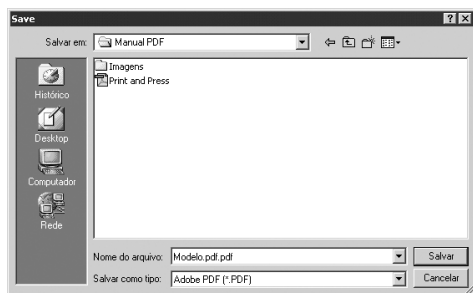 Save
Salvar em:
Manual PDF
Histórico
Desktop
Computador
Rede
Imagens
Print and Press
Nome do arquivo:
Modelo.pdf.pdf
Salvar
Salvar como tipo:
Adobe PDF (*.PDF)
Cancelar